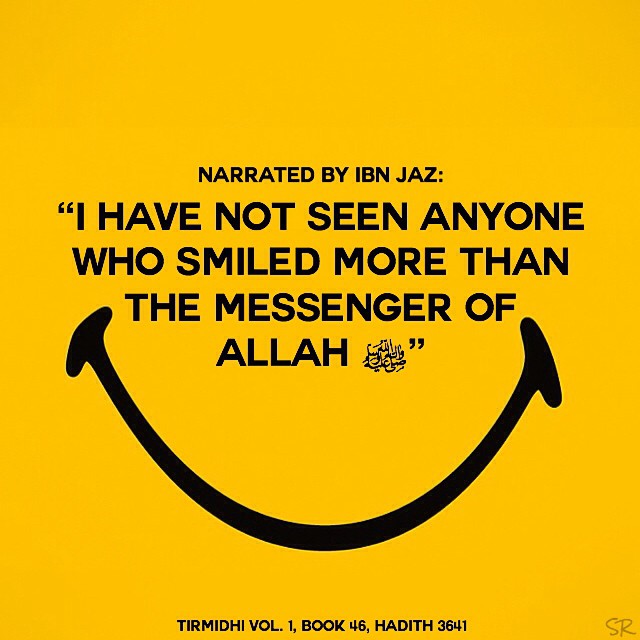 NARRATED BY IBN JAZ:
“I HAVE NOT SEEN ANYONE
WHO SMILED MORE THAN
THE MESSENGER OF
ALLAH ﷺ”
TIRMIDHI VOL. 1, BOOK 46, HADITH 3641
SR